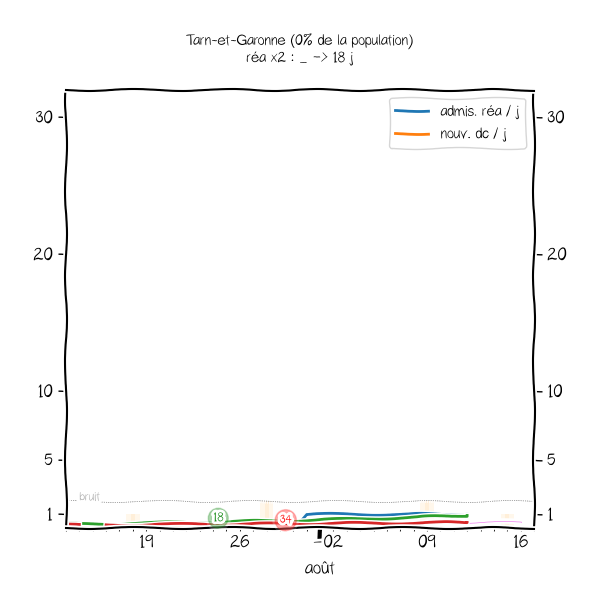 Tarn-et-Garonne (0% de la population)
réa x2 : _ -> 18 j
admis. réa / j
nouv. dc / j
30 30
20 20
10 10
5 5
... bruit
1 18 34 1
19 26 02 09 16
août